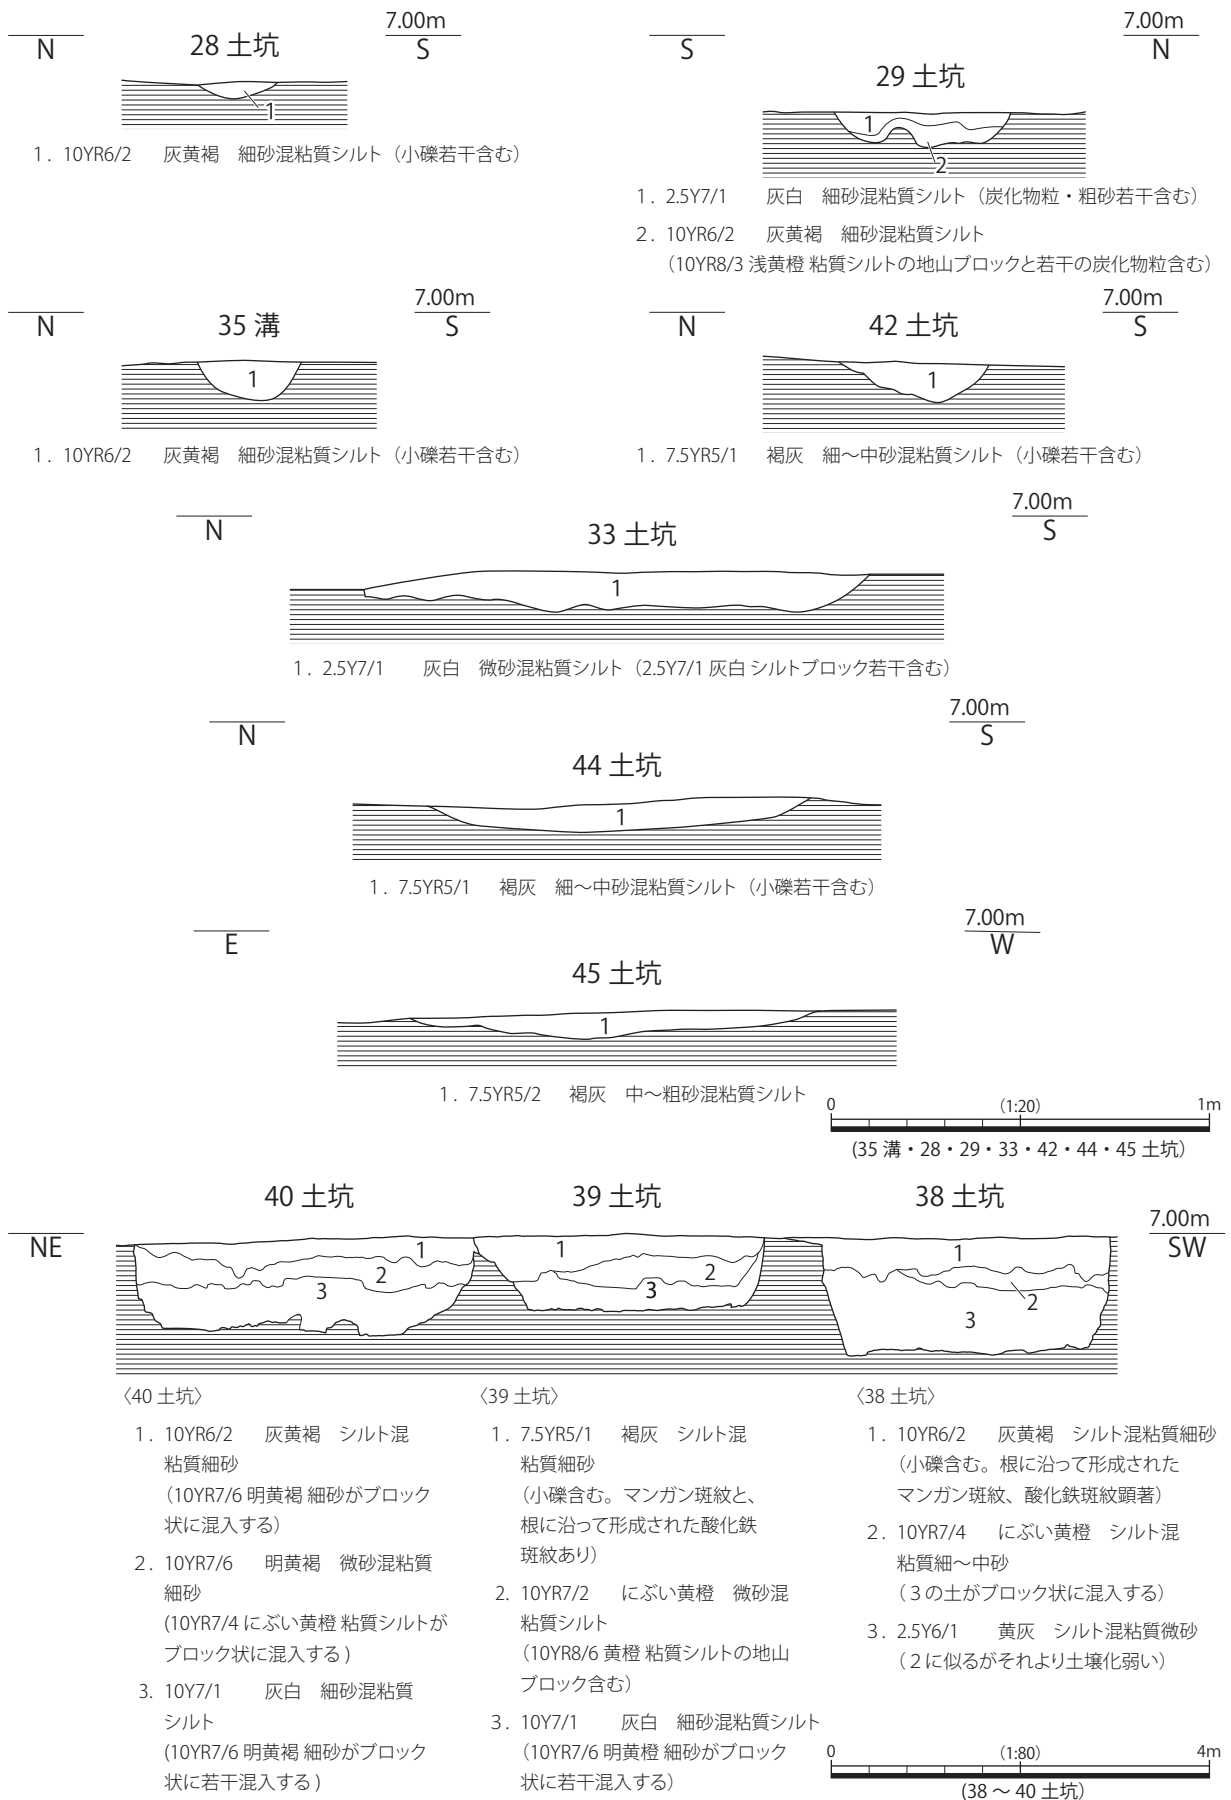 N
28 土坑
7.00m
S
1
1. 10YR6/2　灰黄褐　細砂混粘質シルト（小礫若干含む）
S
29 土坑
7.00m
N
1
2
1. 2.5Y7/1　灰白　細砂混粘質シルト（炭化物粒・粗砂若干含む）
2. 10YR6/2　灰黄褐　細砂混粘質シルト
（10YR8/3 浅黄橙 粘質シルトの地山ブロックと若干の炭化物粒含む）
N
35 溝
7.00m
S
1
1. 10YR6/2　灰黄褐　細砂混粘質シルト（小礫若干含む）
N
42 土坑
7.00m
S
1
1. 7.5YR5/1　褐灰　細～中砂混粘質シルト（小礫若干含む）
N
33 土坑
7.00m
S
1
1. 2.5Y7/1　灰白　微砂混粘質シルト（2.5Y7/1 灰白 シルトブロック若干含む）
N
44 土坑
7.00m
S
1
1. 7.5YR5/1　褐灰　細～中砂混粘質シルト（小礫若干含む）
E
45 土坑
7.00m
W
1
1. 7.5YR5/2　褐灰　中～粗砂混粘質シルト
0 (1:20) 1m
(35 溝・28・29・33・42・44・45 土坑)
40 土坑
39 土坑
38 土坑
NE
7.00m
SW
1
2
3
1
2
3
1
2
3
〈40 土坑〉
1. 10YR6/2　灰黄褐　シルト混
粘質細砂
（10YR7/6 明黄褐 細砂がブロック
状に混入する）
2. 10YR7/6　明黄褐　微砂混粘質
細砂
(10YR7/4 にぶい黄橙 粘質シルトが
ブロック状に混入する)
3. 10Y7/1　灰白　細砂混粘質
シルト
(10YR7/6 明黄褐 細砂がブロック
状に若干混入する)
〈39 土坑〉
1. 7.5YR5/1　褐灰　シルト混
粘質細砂
（小礫含む。マンガン斑紋と、
根に沿って形成された酸化鉄
斑紋あり）
2. 10YR7/2　にぶい黄橙　微砂混
粘質シルト
（10YR8/6 黄橙 粘質シルトの地山
ブロック含む）
3. 10Y7/1　灰白　細砂混粘質シルト
（10YR7/6 明黄橙 細砂がブロック
状に若干混入する）
〈38 土坑〉
1. 10YR6/2　灰黄褐　シルト混粘質細砂
（小礫含む。根に沿って形成された
マンガン斑紋、酸化鉄斑紋顕著）
2. 10YR7/4　にぶい黄橙　シルト混
粘質細～中砂
（３の土がブロック状に混入する）
3. 2.5Y6/1　黄灰　シルト混粘質微砂
（２に似るがそれより土壌化弱い）
0 (1:80) 4m
(38 ～ 40 土坑)